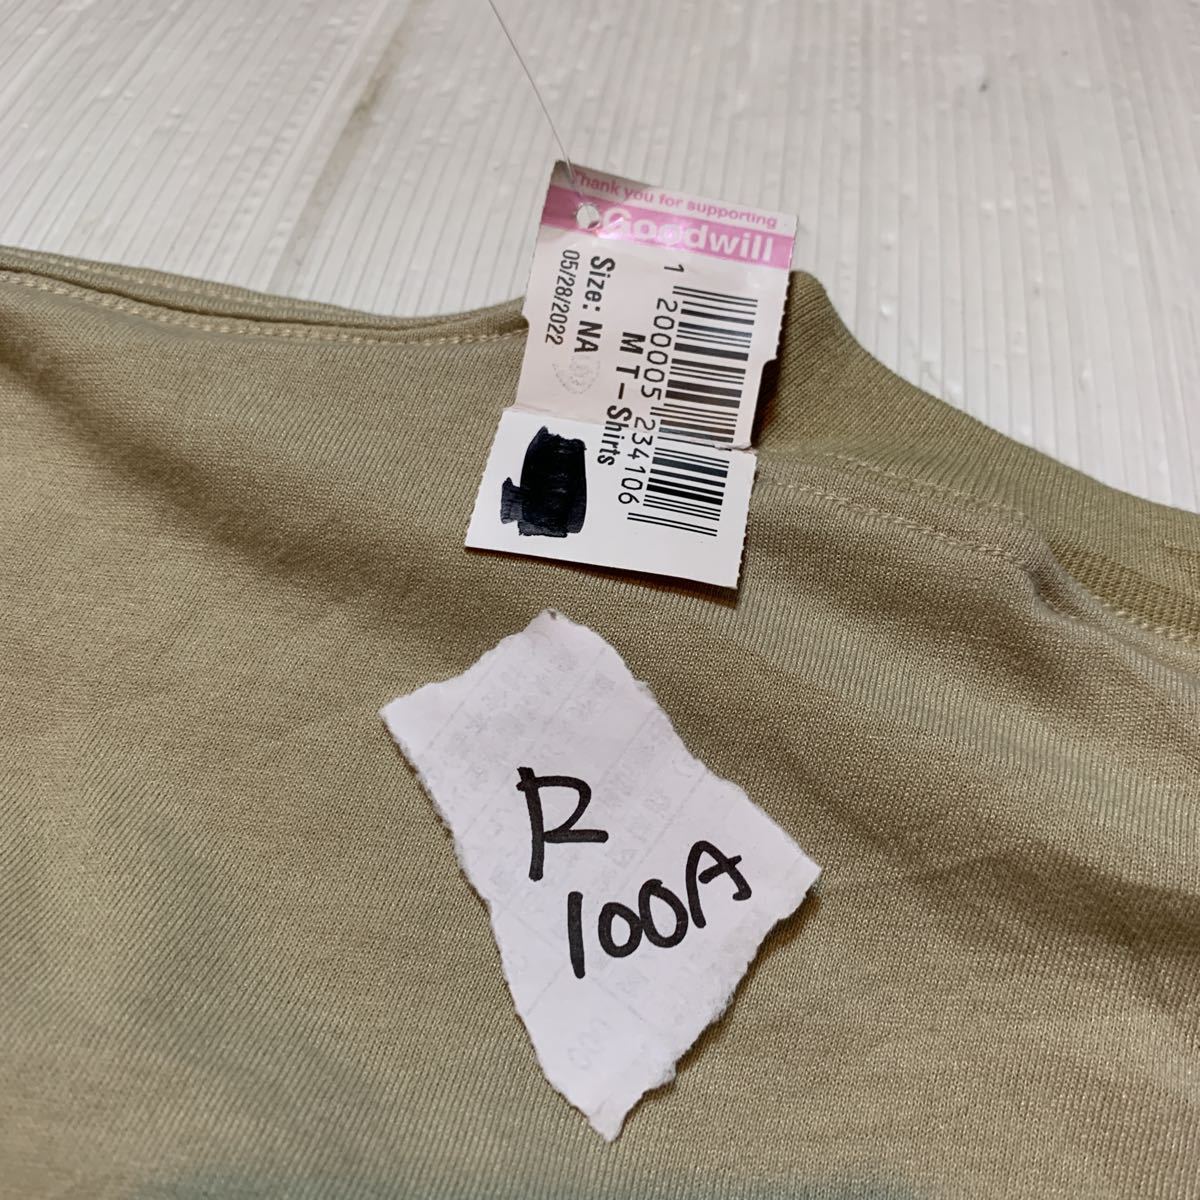 Thank you for supporting
Goodwill
1 200005 234106
M T-Shirts
Size: NA
05/28/2022
R
100A